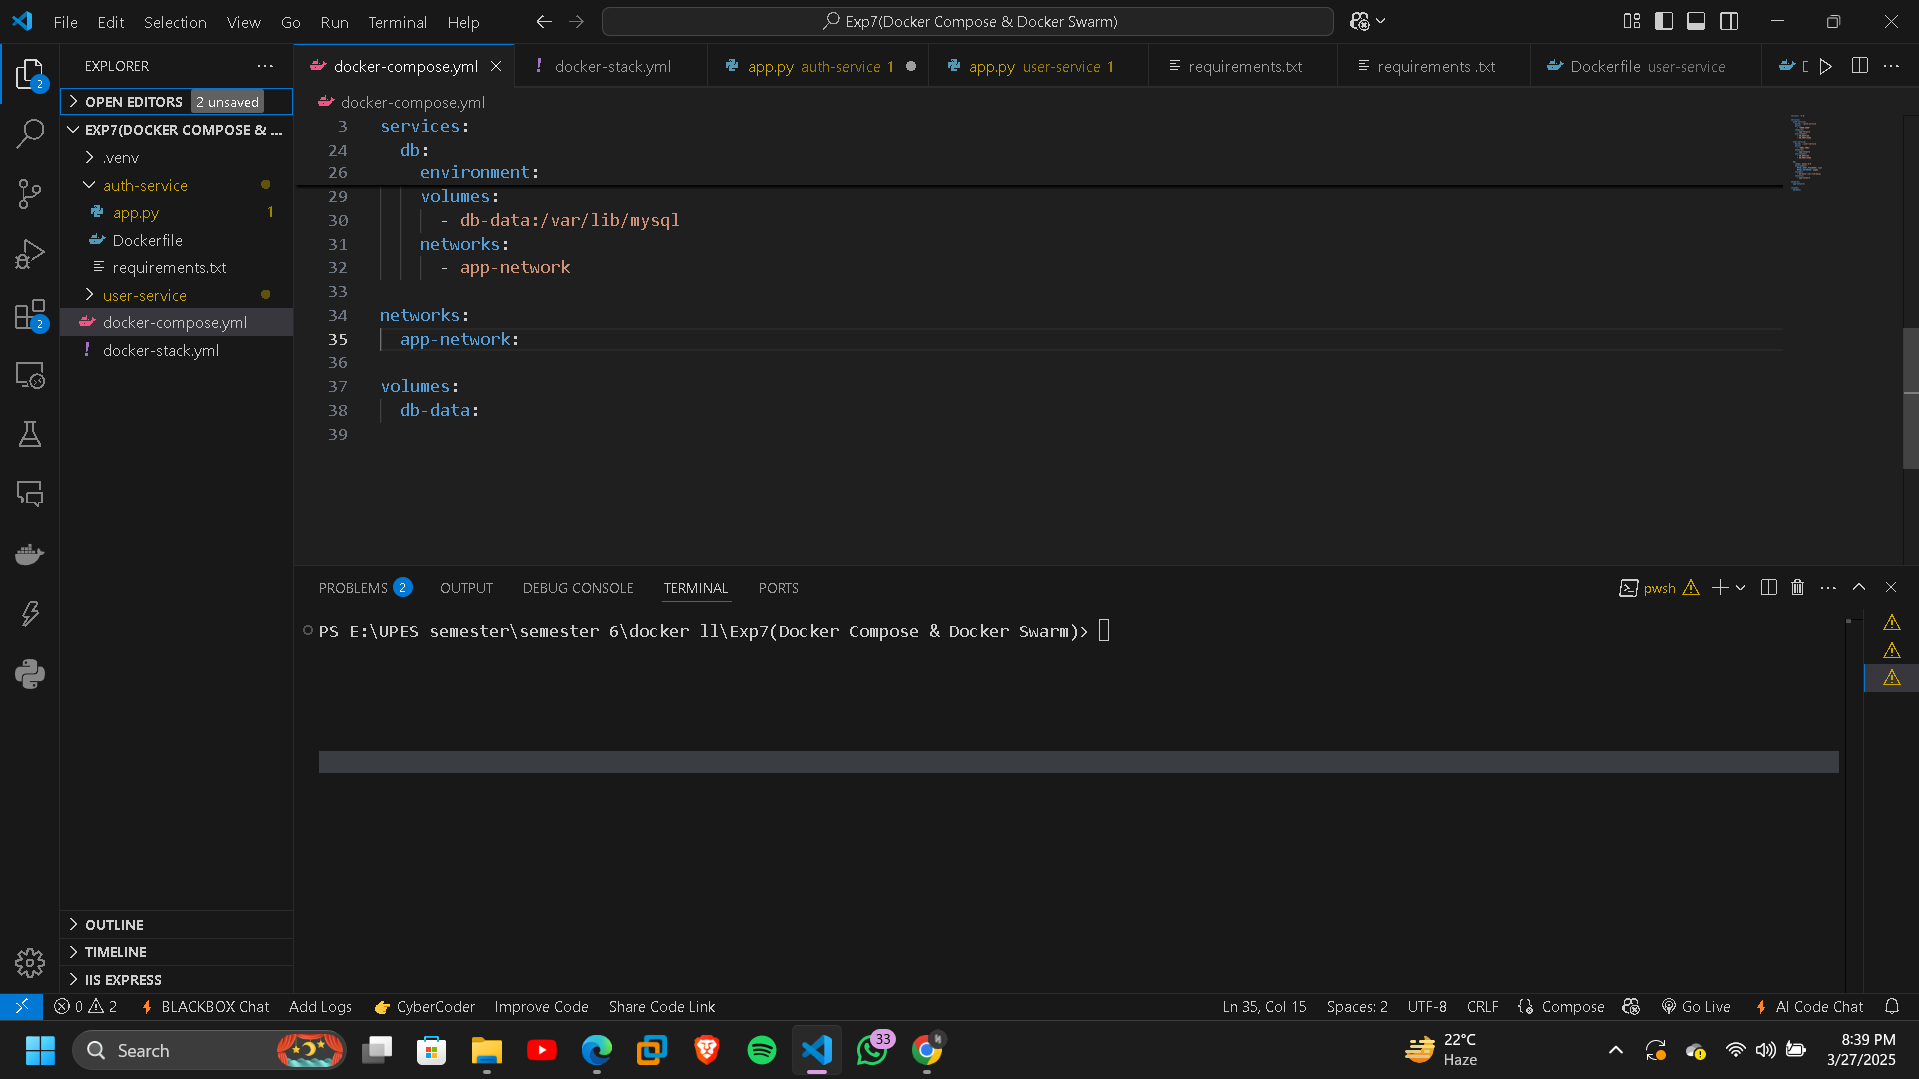 File Edit Selection View Go Run Terminal Help
Exp7(Docker Compose & Docker Swarm)
EXPLORER
OPEN EDITORS 2 unsaved
EXP7(DOCKER COMPOSE & ...
.venv
auth-service
app.py 1
Dockerfile
requirements.txt
user-service
docker-compose.yml
docker-stack.yml
OUTLINE
TIMELINE
IIS EXPRESS
2
2
docker-compose.yml
docker-stack.yml
app.py auth-service 1
app.py user-service 1
requirements.txt
requirements .txt
Dockerfile user-service
docker-compose.yml
3 services:
24 db:
26 environment:
29 volumes:
30 - db-data:/var/lib/mysql
31 networks:
32 - app-network
33
34 networks:
35 app-network:
36
37 volumes:
38 db-data:
39
PROBLEMS 2 OUTPUT DEBUG CONSOLE TERMINAL PORTS
pwsh
PS E:\UPES semester\semester 6\docker ll\Exp7(Docker Compose & Docker Swarm)>
0 2 BLACKBOX Chat Add Logs CyberCoder Improve Code Share Code Link
Ln 35, Col 15 Spaces: 2 UTF-8 CRLF Compose Go Live AI Code Chat
Search
33
22°C
Haze
8:39 PM
3/27/2025